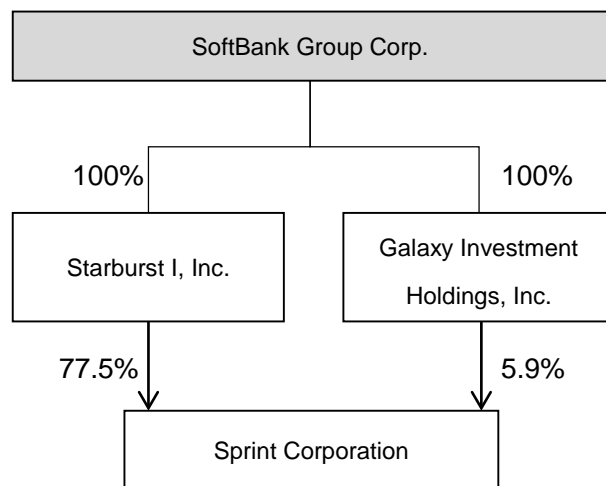 SoftBank Group Corp.
100%
100%
Starburst I, Inc.
Galaxy Investment
Holdings, Inc.
77.5%
5.9%
Sprint Corporation